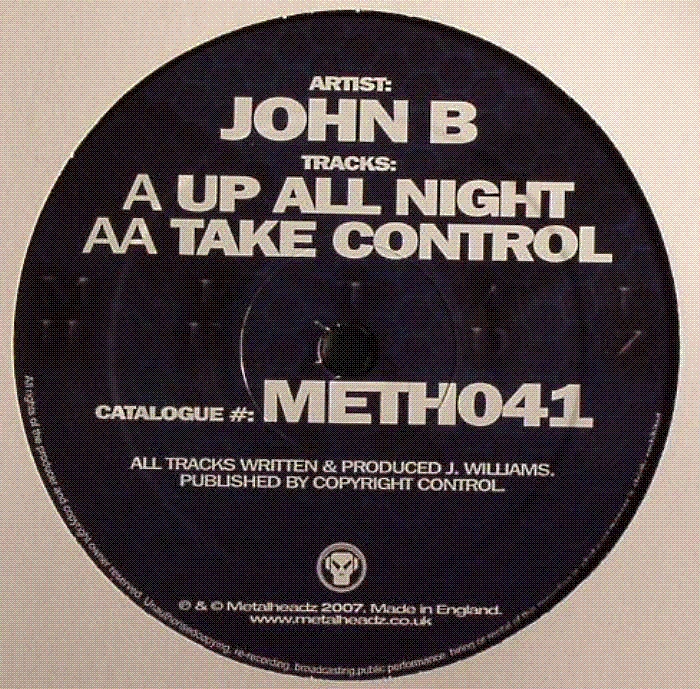 ARTIST:
JOHN B
TRACKS:
A UP ALL NIGHT
AA TAKE CONTROL
CATALOGUE #: METH041
ALL TRACKS WRITTEN & PRODUCED J. WILLIAMS.
PUBLISHED BY COPYRIGHT CONTROL.
℗ & © Metalheadz 2007. Made in England.
www.metalheadz.co.uk
All rights of the producer and copyright owner reserved. Unauthorised copying, re-recording, broadcasting, public performance, hiring or rental of this recording